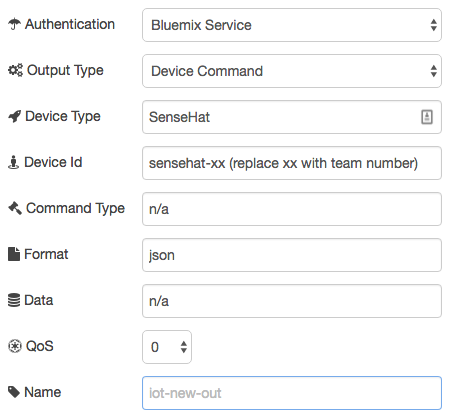 Authentication Bluemix Service
Output Type Device Command
Device Type SenseHat
Device Id sensehat-xx (replace xx with team number)
Command Type n/a
Format json
Data n/a
QoS 0
Name iot-new-out